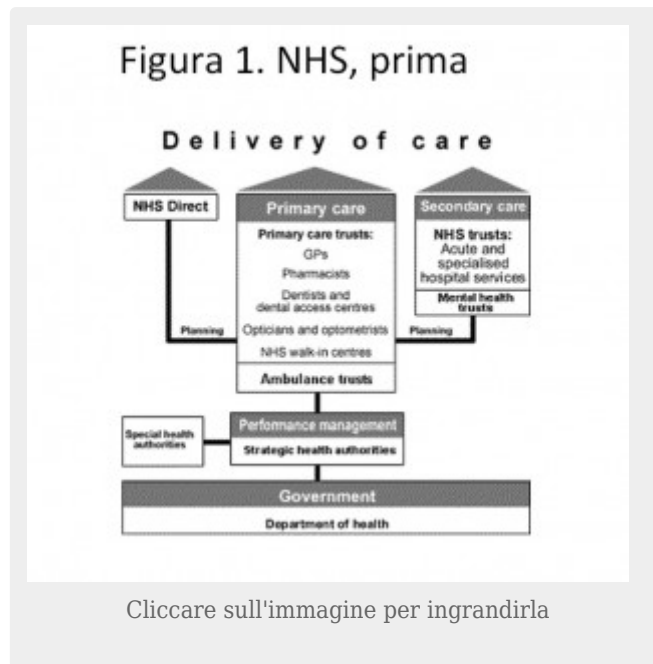 Figura 1. NHS, prima
Delivery of care
NHS Direct
Primary care
Primary care trusts:
GPs
Pharmacists
Dentists and
dental access centres
Opticians and optometrists
NHS walk-in centres
Ambulance trusts
Secondary care
NHS trusts:
Acute and
specialised
hospital services
Mental health
trusts
Planning
Planning
Special health
authorities
Performance management
Strategic health authorities
Government
Department of health
Cliccare sull'immagine per ingrandirla